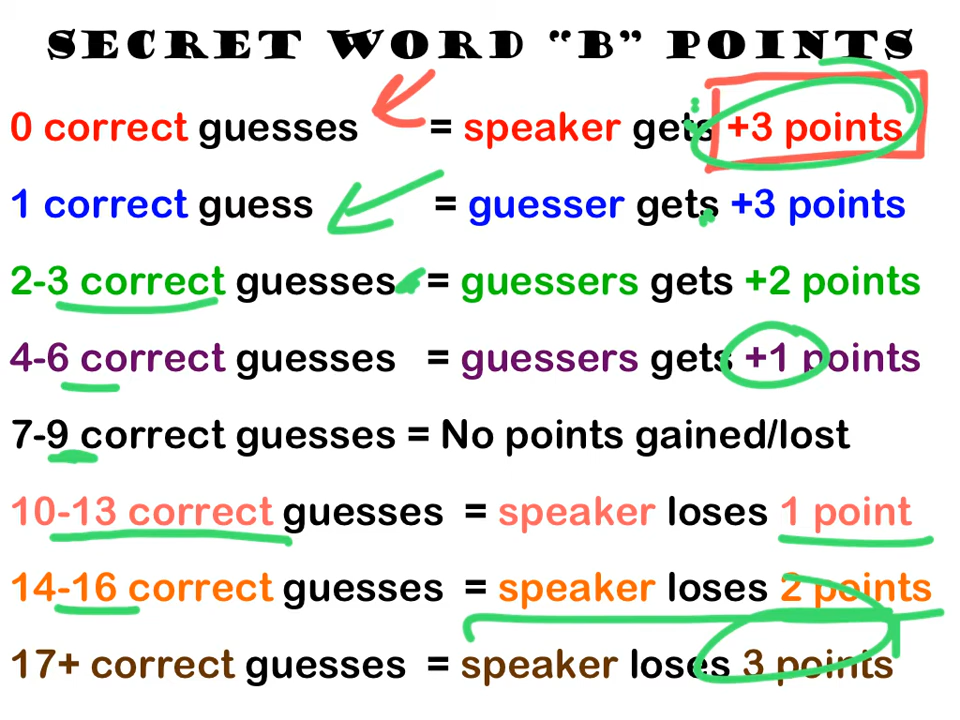 SECRET WORD “B” POINTS
0 correct guesses = speaker gets +3 points
1 correct guess = guesser gets +3 points
2-3 correct guesses = guessers gets +2 points
4-6 correct guesses = guessers gets +1 points
7-9 correct guesses = No points gained/lost
10-13 correct guesses = speaker loses 1 point
14-16 correct guesses = speaker loses 2 points
17+ correct guesses = speaker loses 3 points